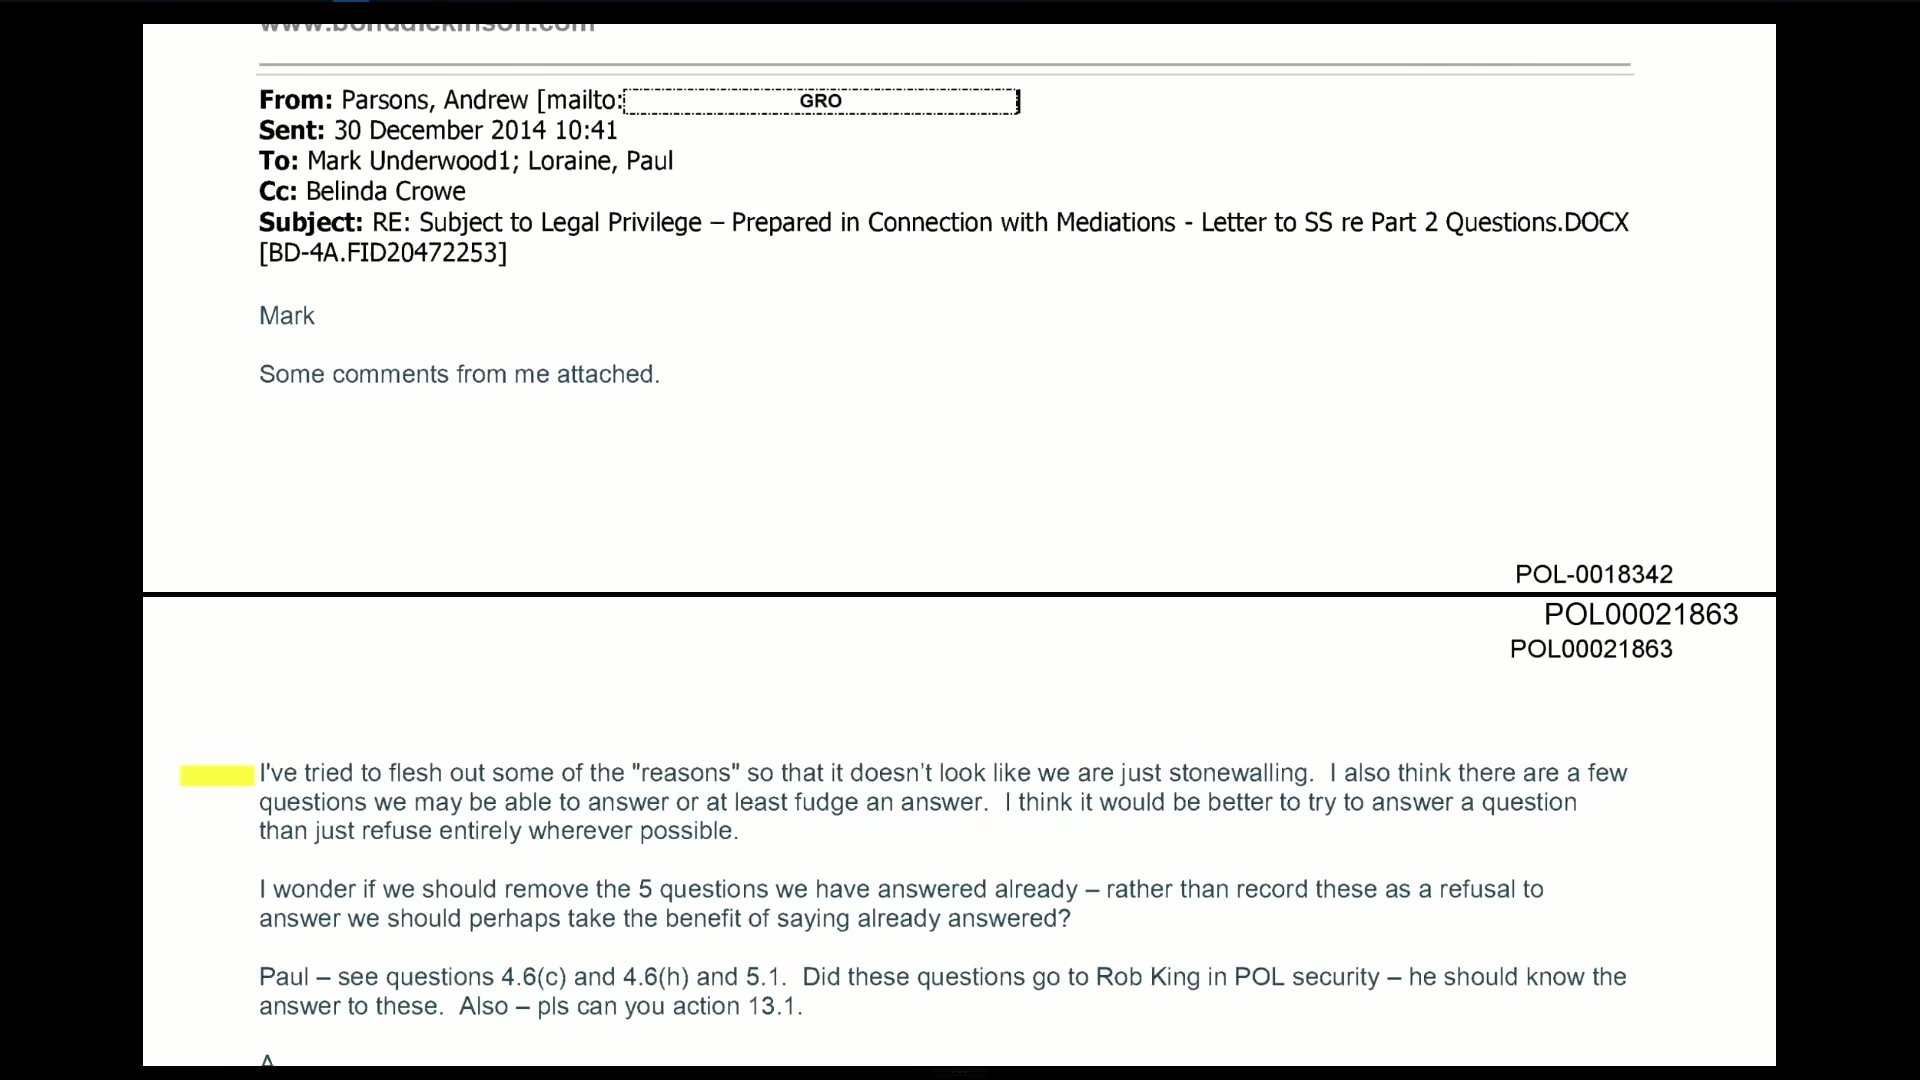 www.bonddickinson.com
From: Parsons, Andrew [mailto: GRO
Sent: 30 December 2014 10:41
To: Mark Underwood1; Loraine, Paul
Cc: Belinda Crowe
Subject: RE: Subject to Legal Privilege – Prepared in Connection with Mediations - Letter to SS re Part 2 Questions.DOCX
[BD-4A.FID20472253]
Mark
Some comments from me attached.
POL-0018342
POL00021863
POL00021863
I've tried to flesh out some of the "reasons" so that it doesn’t look like we are just stonewalling.  I also think there are a few
questions we may be able to answer or at least fudge an answer.  I think it would be better to try to answer a question
than just refuse entirely wherever possible.
I wonder if we should remove the 5 questions we have answered already – rather than record these as a refusal to
answer we should perhaps take the benefit of saying already answered?
Paul – see questions 4.6(c) and 4.6(h) and 5.1.  Did these questions go to Rob King in POL security – he should know the
answer to these.  Also – pls can you action 13.1.
A